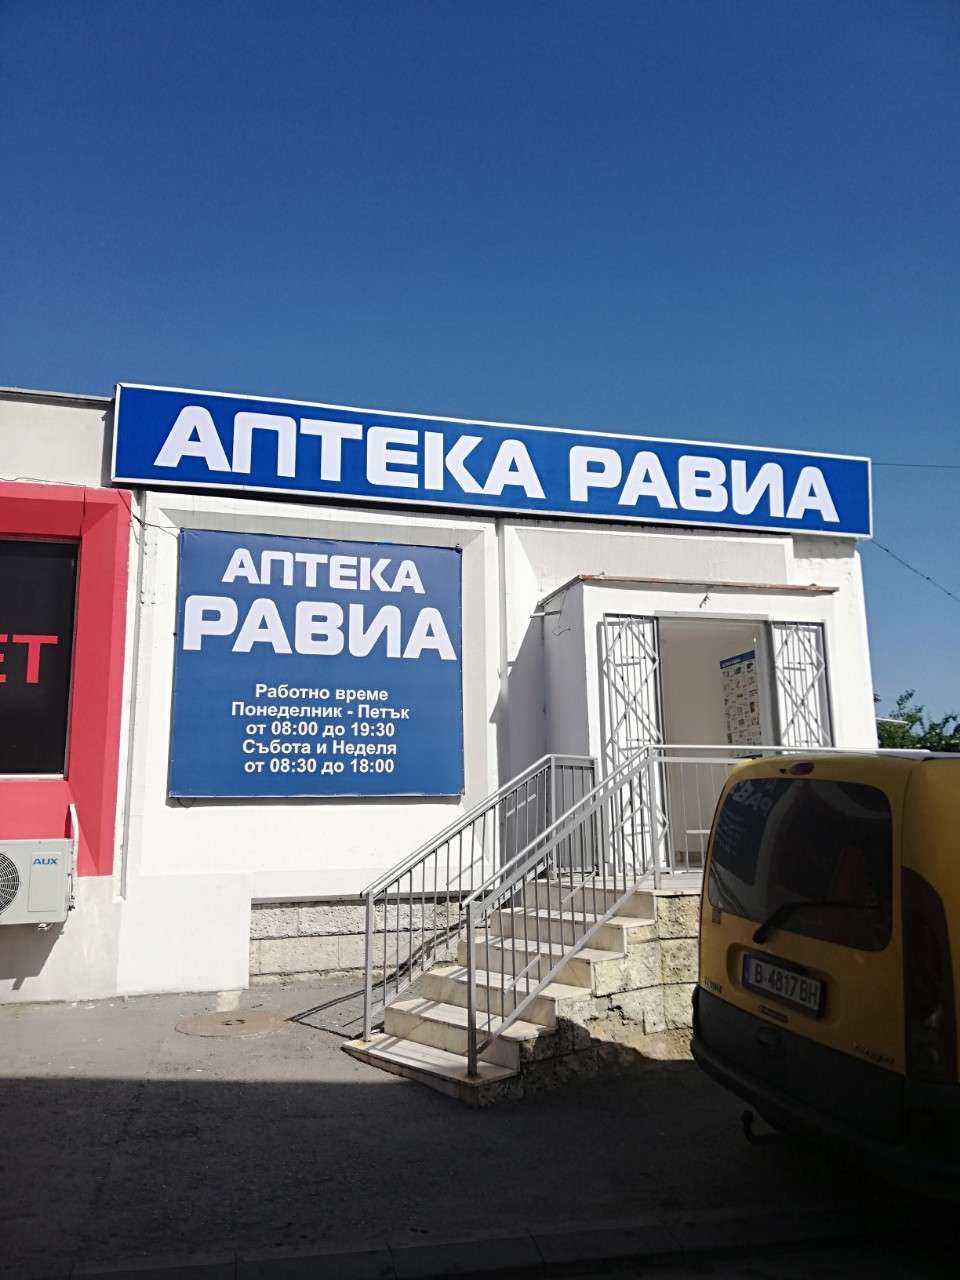 АПТЕКА РАВИА
АПТЕКА
РАВИА
Работно време
Понеделник - Петък
от 08:00 до 19:30
Събота и Неделя
от 08:30 до 18:00
ET
AUX
B 4817 BH
Kangoo